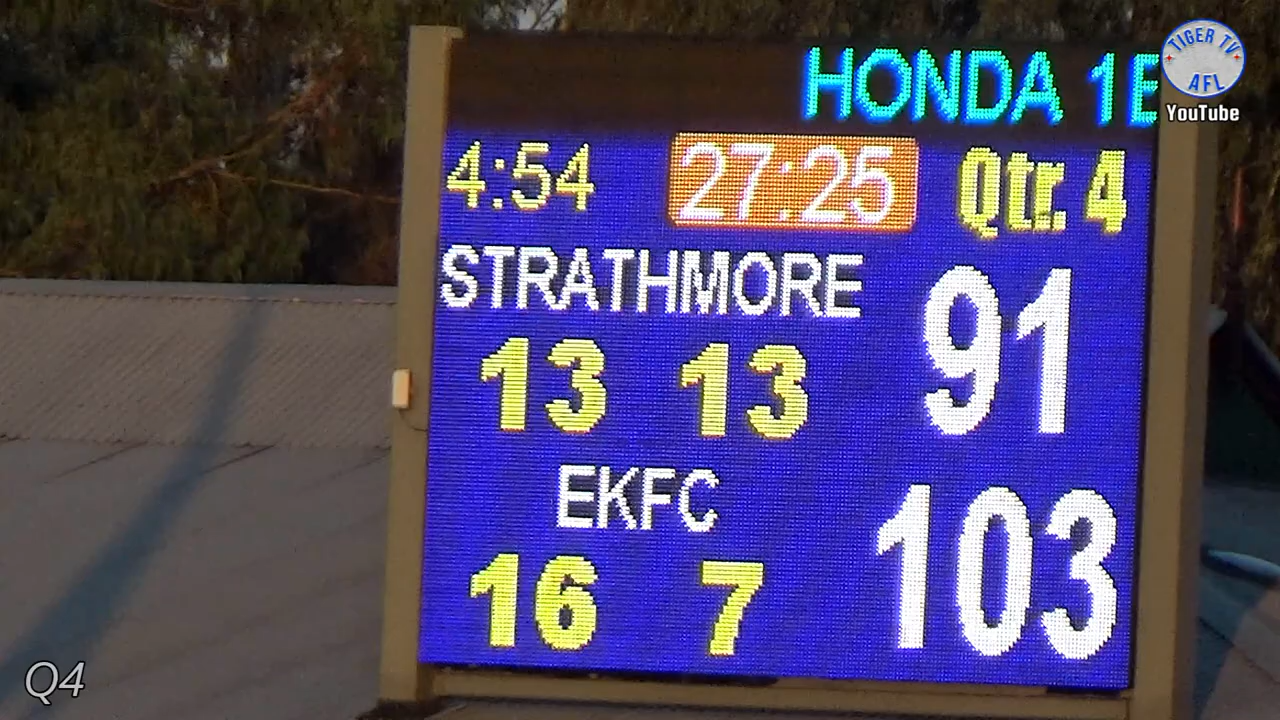 HONDA 1E
TIGER TV
AFL
YouTube
4:54 27:25 Qtr. 4
STRATHMORE 91
13 13
EKFC 103
16 7
Q4